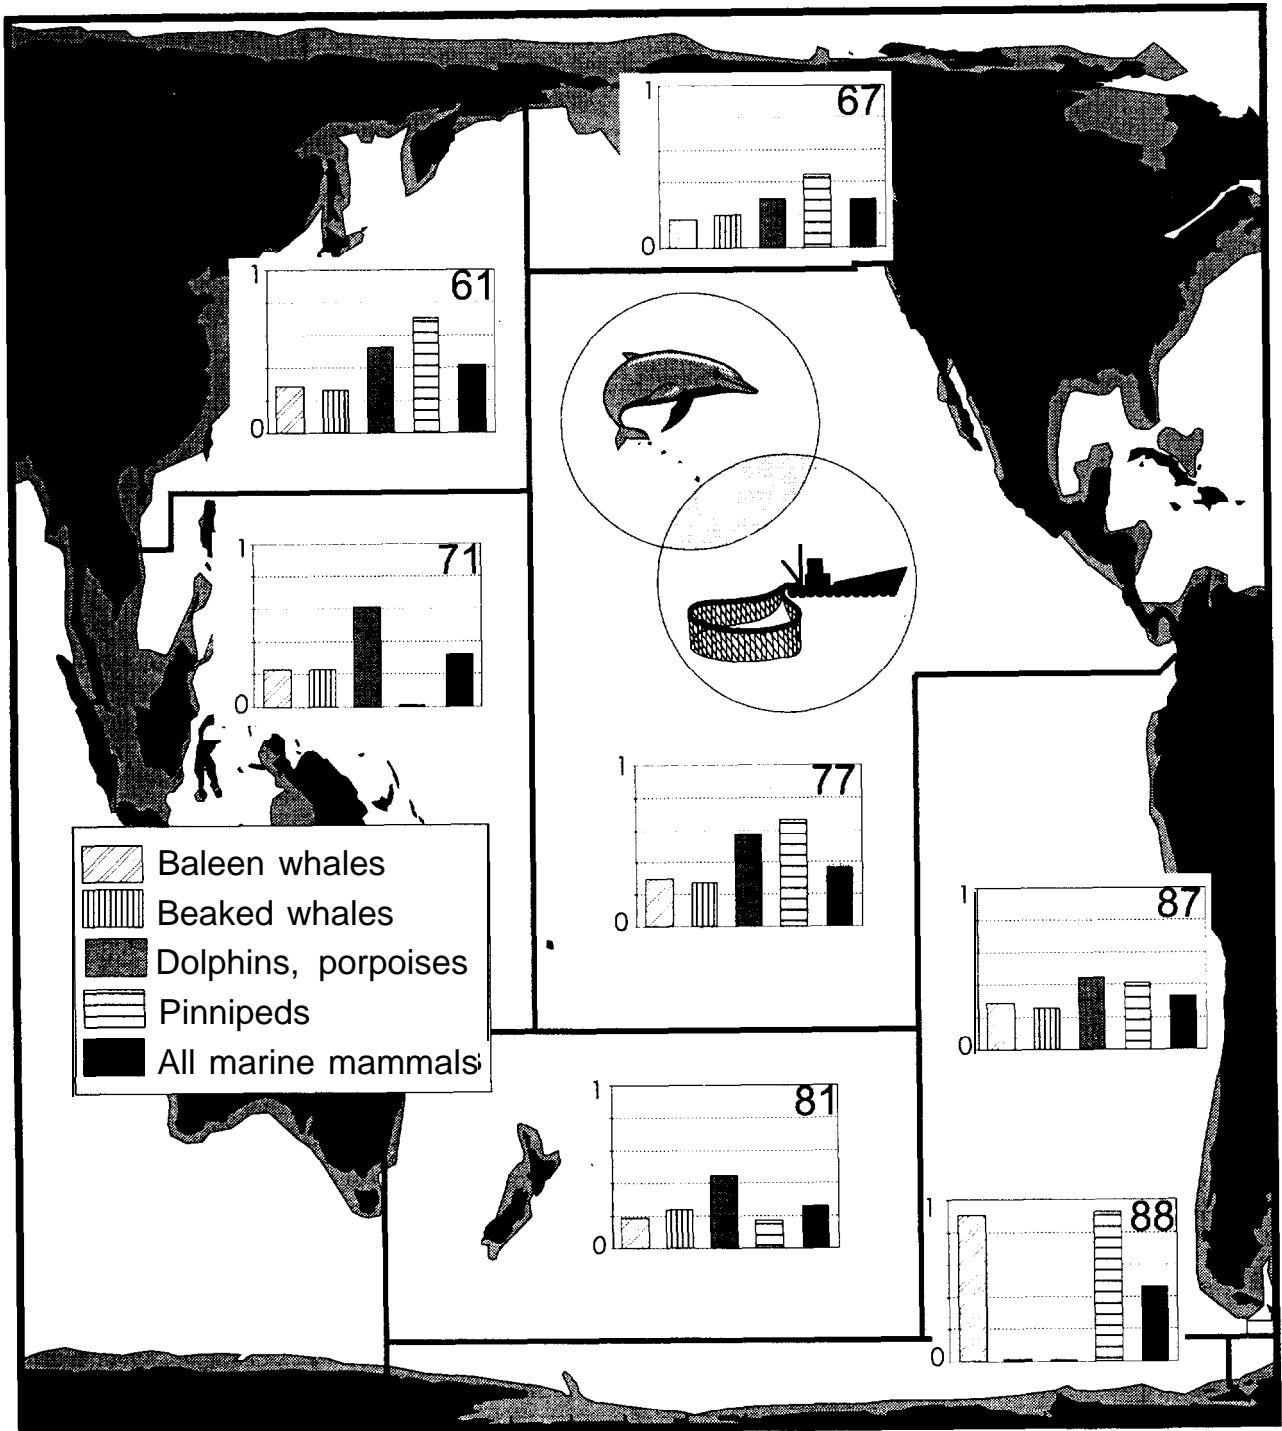 1 67
0
1 61
0
1 71
0
1 77
0
Baleen whales
Beaked whales
Dolphins, porpoises
Pinnipeds
All marine mammals
1 87
0
1 81
0
1 88
0